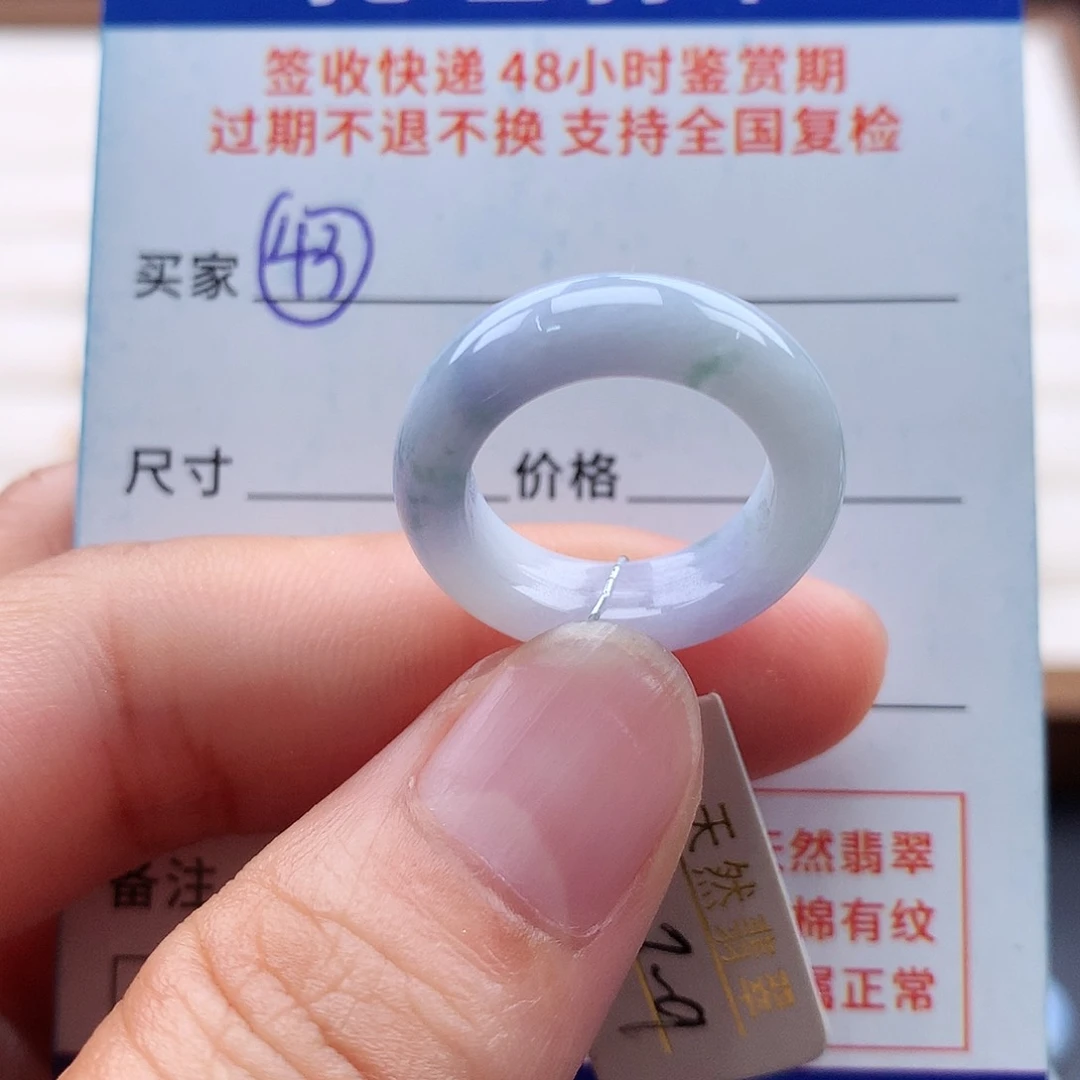 签收快递 48小时鉴赏期
过期不退不换 支持全国复检
买家 43
尺寸 价格
备注
然翡翠
棉有纹
属正常
天然翡翠